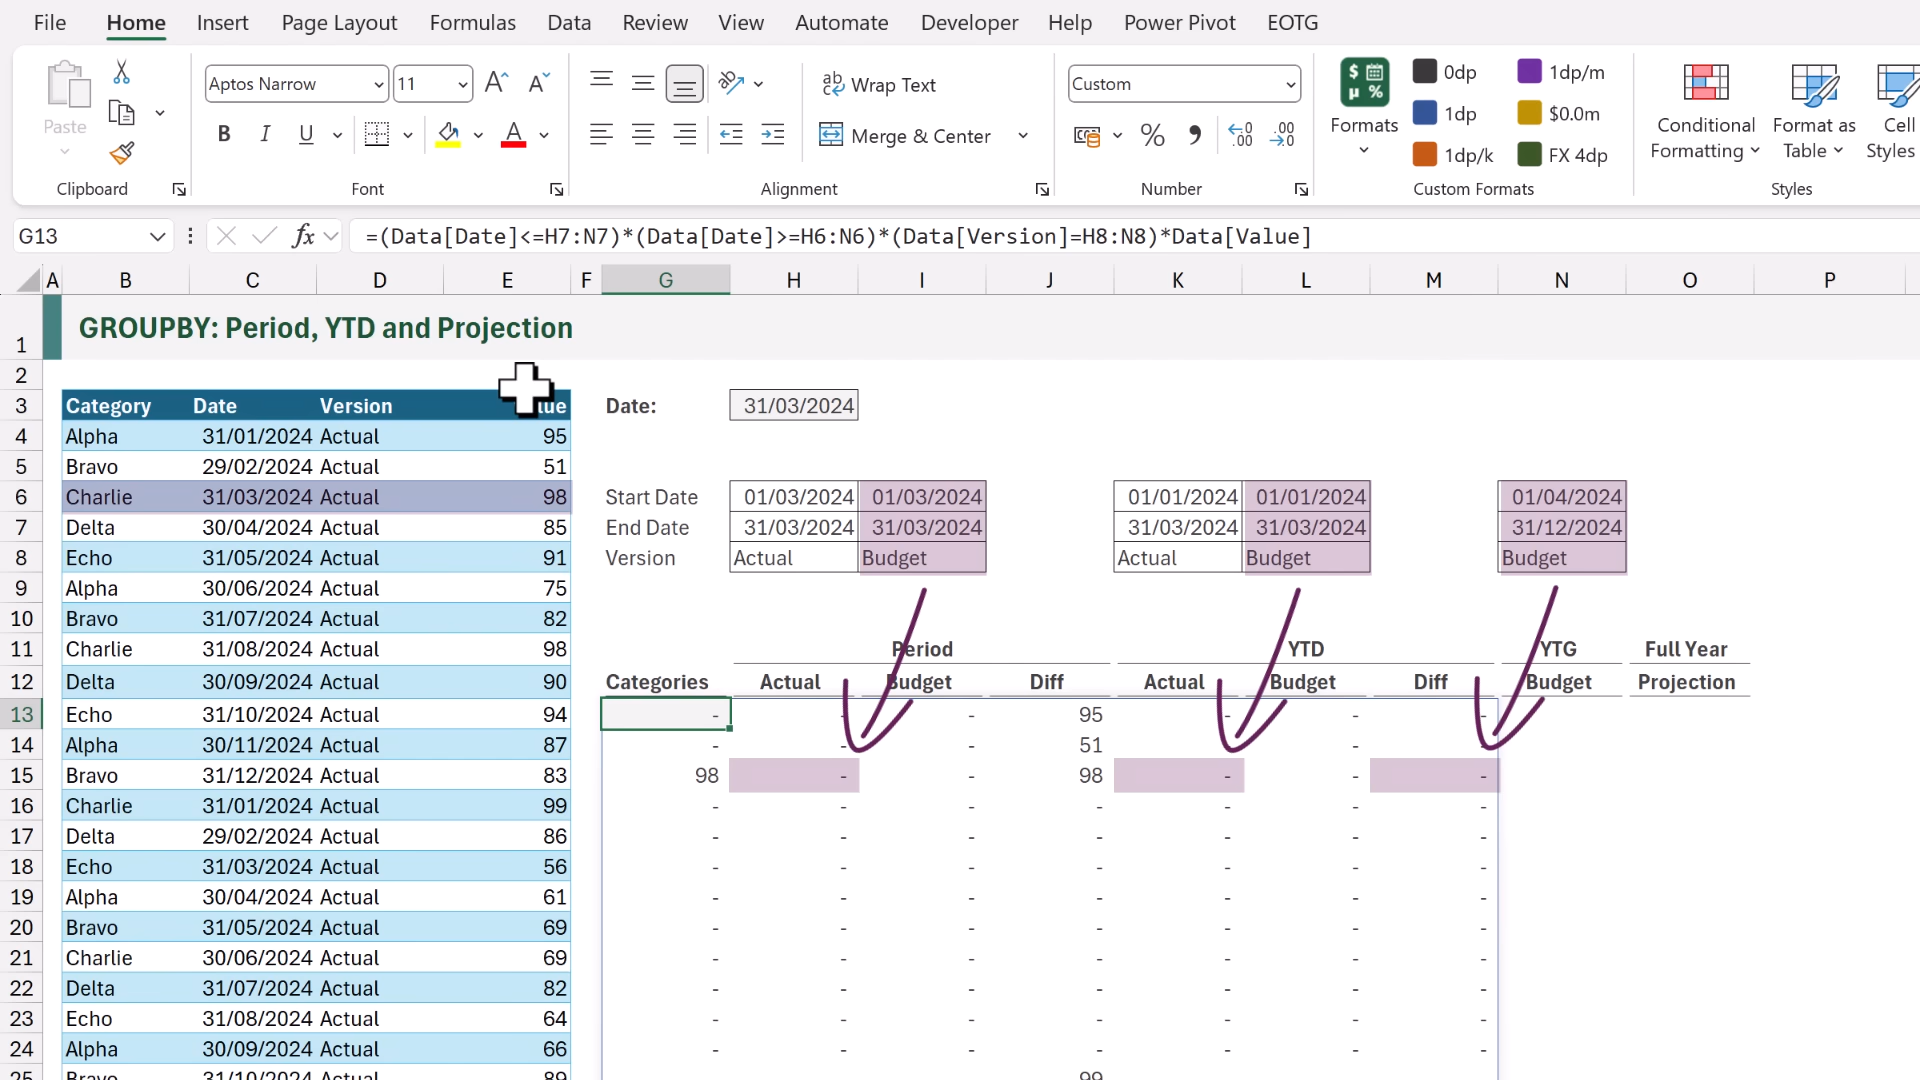 File Home Insert Page Layout Formulas Data Review View Automate Developer Help Power Pivot EOTG
Aptos Narrow 11 ab Wrap Text Custom $ µ % 0dp 1dp/m
Paste B I U A Merge & Center % Formats 1dp $0.0m Conditional Formatting Format as Table Cell Styles
1dp/k FX 4dp
Clipboard Font Alignment Number Custom Formats Styles
G13 fx =(Data[Date]<=H7:N7)*(Data[Date]>=H6:N6)*(Data[Version]=H8:N8)*Data[Value]
A B C D E F G H I J K L M N O P
1 GROUPBY: Period, YTD and Projection
2
3 Category Date Version ue Date: 31/03/2024
4 Alpha 31/01/2024 Actual 95
5 Bravo 29/02/2024 Actual 51
6 Charlie 31/03/2024 Actual 98 Start Date 01/03/2024 01/03/2024 01/01/2024 01/01/2024 01/04/2024
7 Delta 30/04/2024 Actual 85 End Date 31/03/2024 31/03/2024 31/03/2024 31/03/2024 31/12/2024
8 Echo 31/05/2024 Actual 91 Version Actual Budget Actual Budget Budget
9 Alpha 30/06/2024 Actual 75
10 Bravo 31/07/2024 Actual 82
11 Charlie 31/08/2024 Actual 98 Period YTD YTG Full Year
12 Delta 30/09/2024 Actual 90 Categories Actual Budget Diff Actual Budget Diff Budget Projection
13 Echo 31/10/2024 Actual 94 - - - 95 - - -
14 Alpha 30/11/2024 Actual 87 - - - 51 - - -
15 Bravo 31/12/2024 Actual 83 98 - - 98 - - -
16 Charlie 31/01/2024 Actual 99 - - - - - - -
17 Delta 29/02/2024 Actual 86 - - - - - - -
18 Echo 31/03/2024 Actual 56 - - - - - - -
19 Alpha 30/04/2024 Actual 61 - - - - - - -
20 Bravo 31/05/2024 Actual 69 - - - - - - -
21 Charlie 30/06/2024 Actual 69 - - - - - - -
22 Delta 31/07/2024 Actual 82 - - - - - - -
23 Echo 31/08/2024 Actual 64 - - - - - - -
24 Alpha 30/09/2024 Actual 66 - - - - - - -
25 Bravo 31/10/2024 Actual 89 99